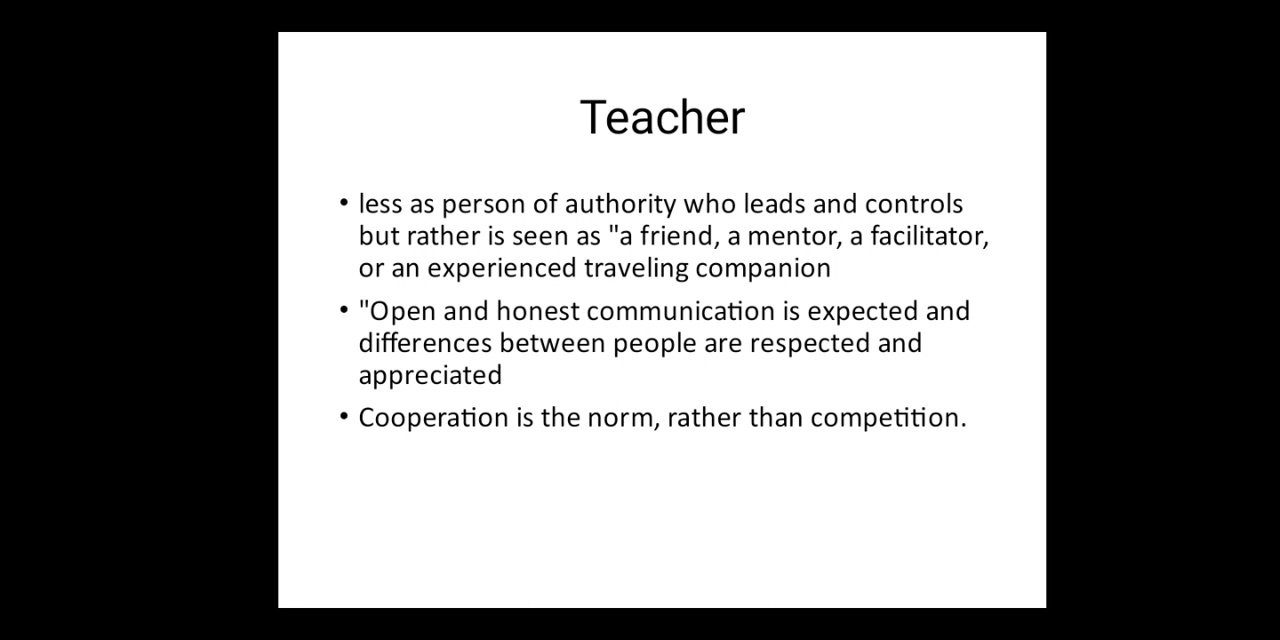 Teacher
• less as person of authority who leads and controls
but rather is seen as "a friend, a mentor, a facilitator,
or an experienced traveling companion
• "Open and honest communication is expected and
differences between people are respected and
appreciated
• Cooperation is the norm, rather than competition.